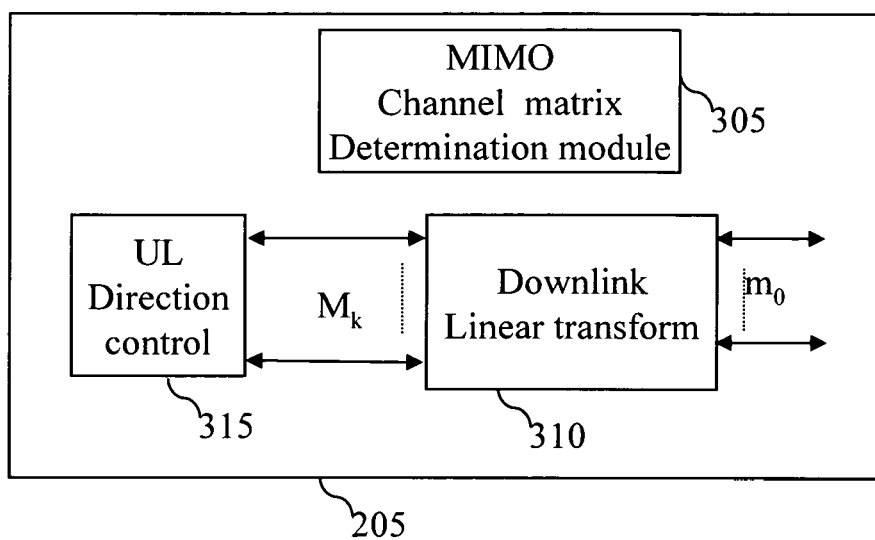 MIMO
Channel matrix
Determination module
305
UL
Direction
control
M_k
Downlink
Linear transform
m_0
315
310
205